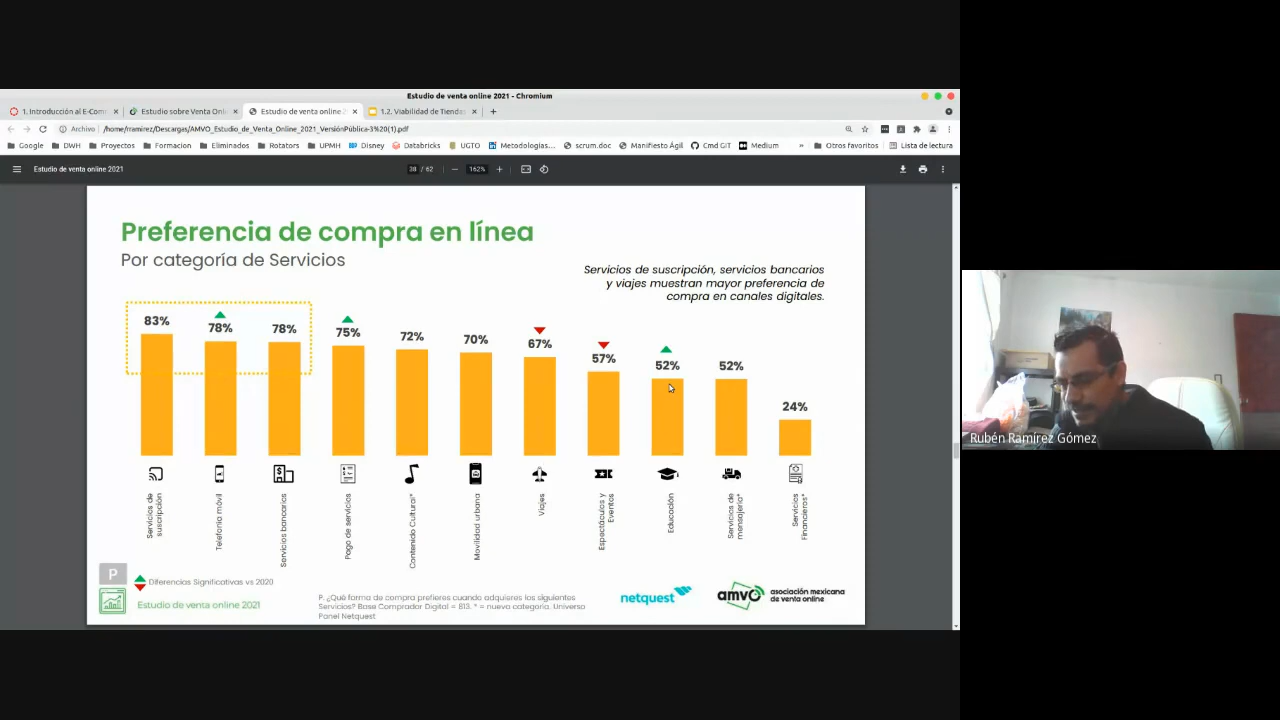 Estudio de venta online 2021 - Chromium
1. Introducción al E-Com
Estudio sobre Venta Onl
Estudio de venta online 2
1.2. Viabilidad de Tienda
Archivo
/home/rramirez/Descargas/AMVO_Estudio_de_Venta_Online_2021_VersiónPública-3%20(1).pdf
Google DWH Proyectos Formacion Eliminados Rotators UPMH Disney Databricks UGTO Metodologías... scrum.doc Manifiesto Ágil Cmd GIT Medium » Otros favoritos Lista de lectura
Estudio de venta online 2021
38 / 62
162%
Preferencia de compra en línea
Por categoría de Servicios
Servicios de suscripción, servicios bancarios
y viajes muestran mayor preferencia de
compra en canales digitales.
83%
78%
78%
75%
72%
70%
67%
57%
52%
52%
24%
Servicios de
suscripción
Telefonía móvil
Servicios bancarios
Pago de servicios
Contenido Cultural*
Movilidad urbana
Viajes
Espectáculos y
Eventos
Educación
Servicios de
mensajería*
Servicios
Financieros*
P
Diferencias Significativas vs 2020
Estudio de venta online 2021
P. ¿Qué forma de compra prefieres cuando adquieres los siguientes
Servicios? Base Comprador Digital = 813. * = nueva categoría. Universo
Panel Netquest
netquest
amvo
asociación mexicana
de venta online
Rubén Ramírez Gómez